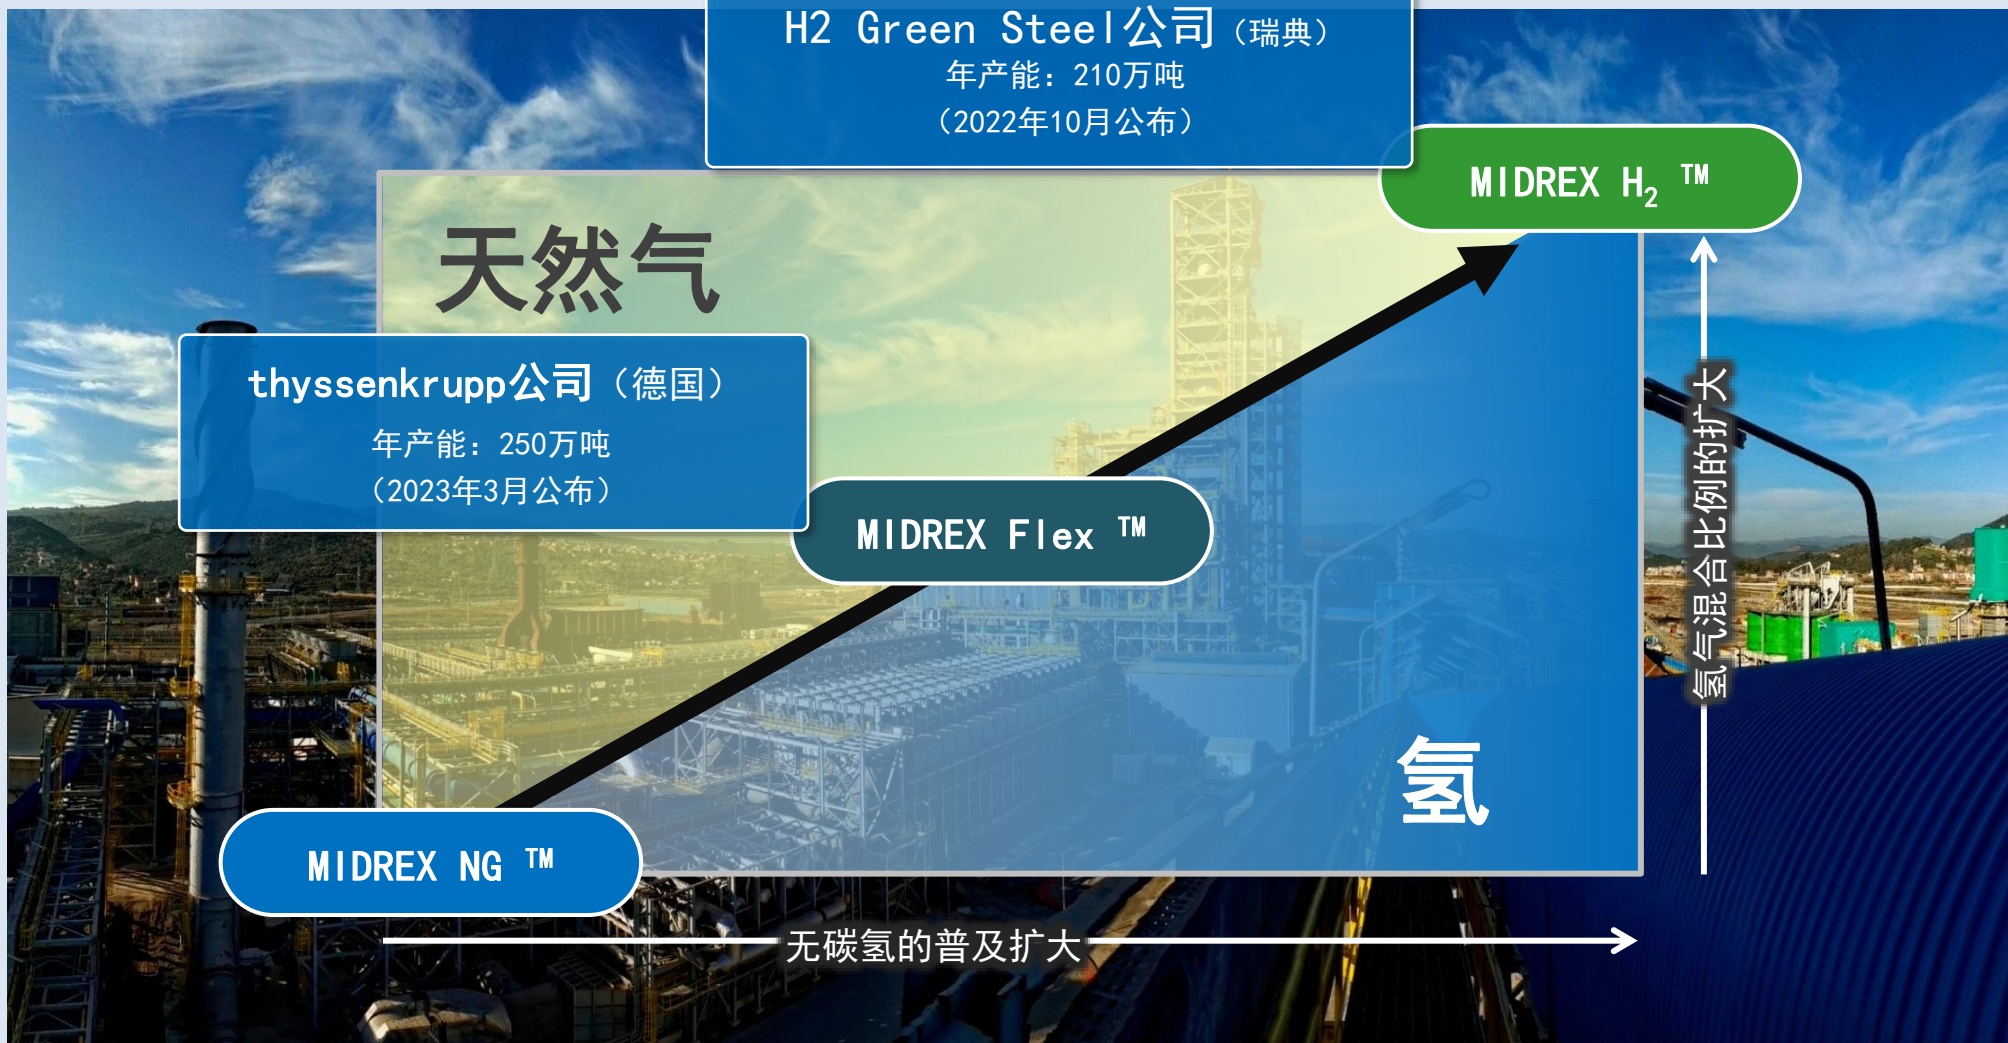 H2 Green Steel公司（瑞典）
年产能：210万吨
（2022年10月公布）
MIDREX H₂ ™
天然气
thyssenkrupp公司（德国）
年产能：250万吨
（2023年3月公布）
MIDREX Flex ™
氢气混合比例的扩大
氢
MIDREX NG ™
无碳氢的普及扩大